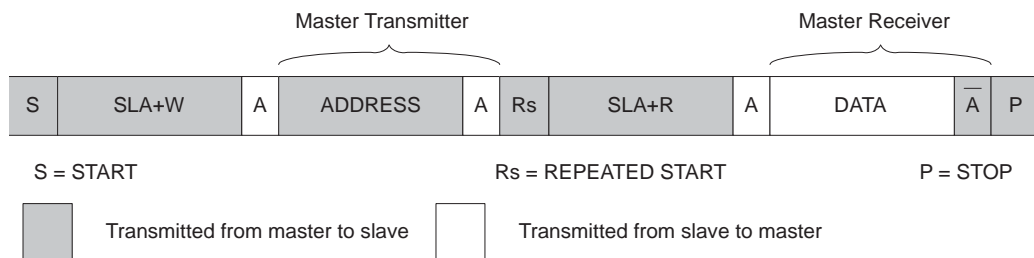 Master Transmitter Master Receiver
S SLA+W A ADDRESS A Rs SLA+R A DATA A̅ P
S = START Rs = REPEATED START P = STOP
Transmitted from master to slave Transmitted from slave to master